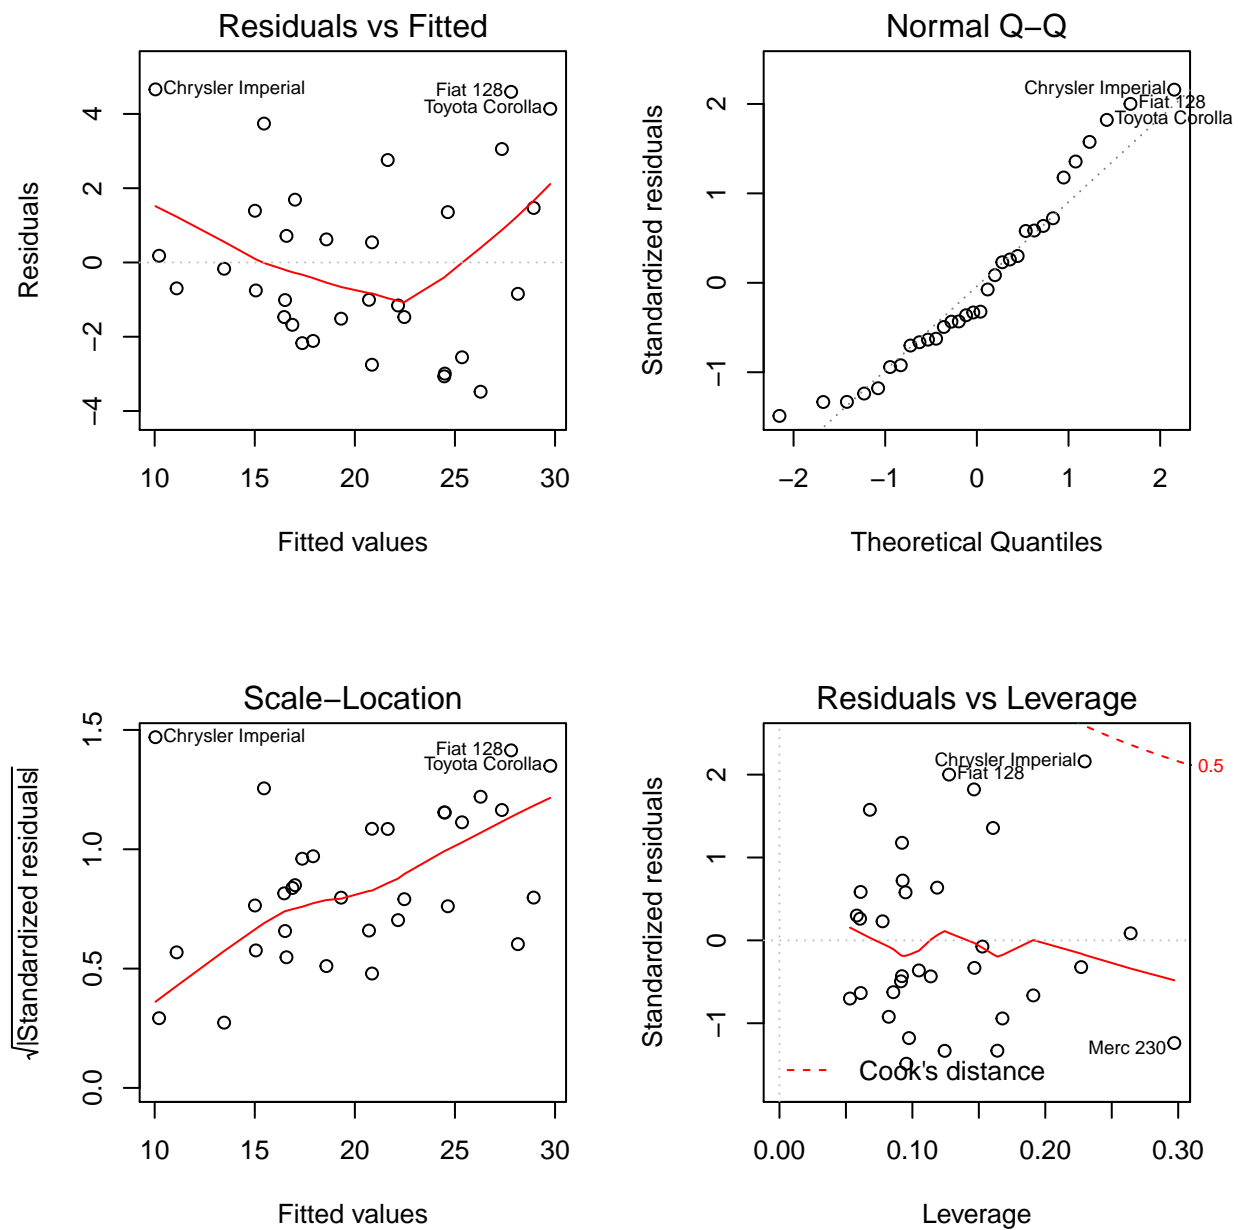 Residuals vs Fitted
Residuals
4
2
0
−2
−4
Chrysler Imperial
Fiat 128
Toyota Corolla
10 15 20 25 30
Fitted values
Normal Q−Q
Standardized residuals
2
1
0
−1
Chrysler Imperial
Fiat 128
Toyota Corolla
−2 −1 0 1 2
Theoretical Quantiles
Scale−Location
√|Standardized residuals|
1.5
1.0
0.5
0.0
Chrysler Imperial
Fiat 128
Toyota Corolla
10 15 20 25 30
Fitted values
Residuals vs Leverage
Standardized residuals
2
1
0
−1
Chrysler Imperial
Fiat 128
0.5
Merc 230
Cook's distance
0.00 0.10 0.20 0.30
Leverage